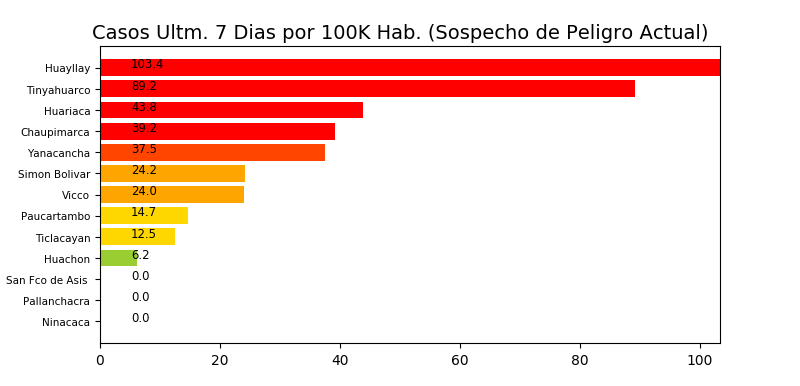 Casos Ultm. 7 Dias por 100K Hab. (Sospecho de Peligro Actual)
Huayllay 103.4
Tinyahuarco 89.2
Huariaca 43.8
Chaupimarca 39.2
Yanacancha 37.5
Simon Bolivar 24.2
Vicco 24.0
Paucartambo 14.7
Ticlacayan 12.5
Huachon 6.2
San Fco de Asis 0.0
Pallanchacra 0.0
Ninacaca 0.0
0 20 40 60 80 100